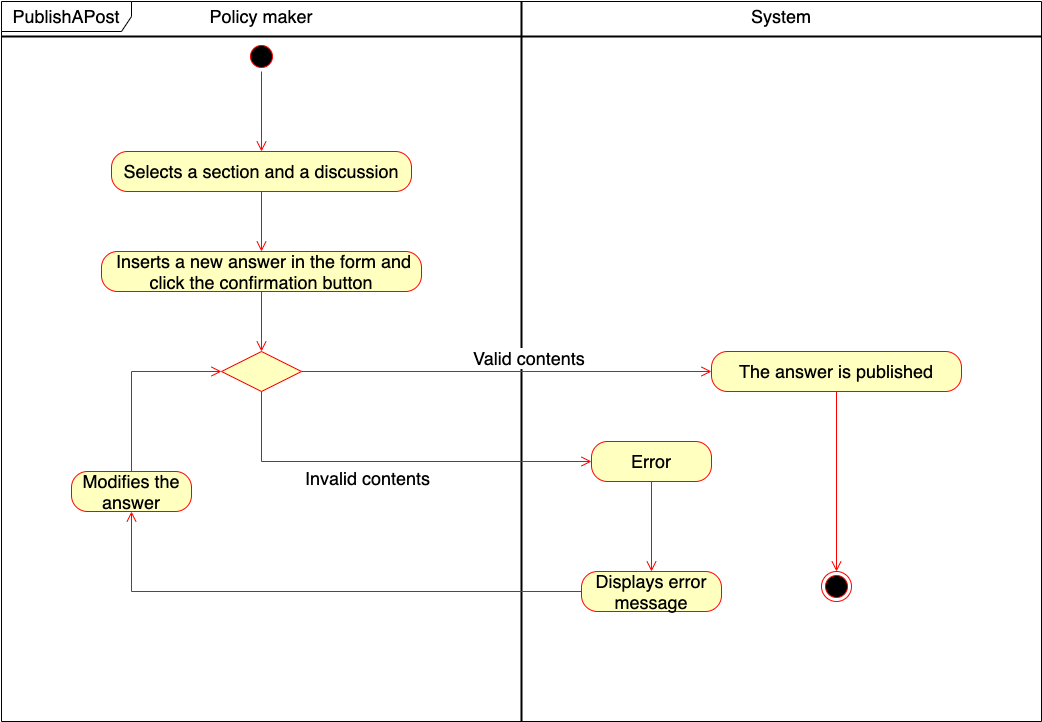 PublishAPost
Policy maker
System
Selects a section and a discussion
Inserts a new answer in the form and
click the confirmation button
Valid contents
The answer is published
Error
Invalid contents
Modifies the
answer
Displays error
message